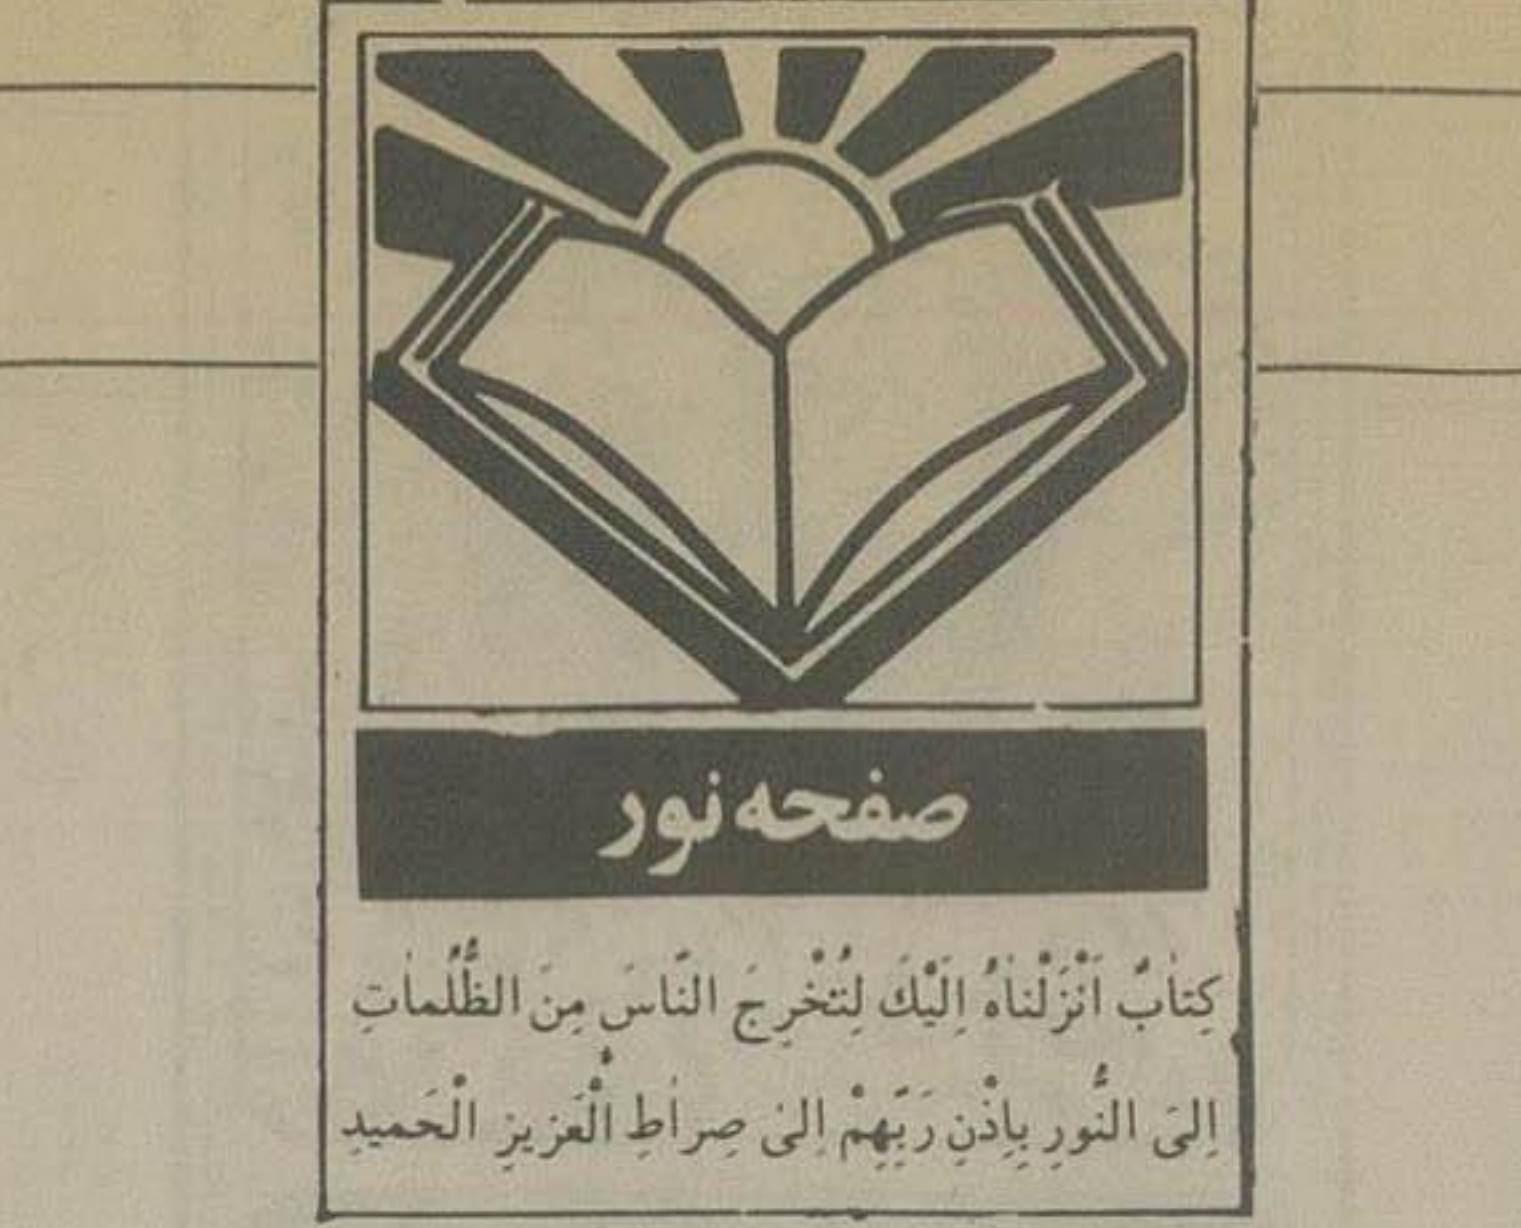 صفحه نور
كِتابٌ اَنْزَلْناهُ اِلَيْكَ لِتُخْرِجَ النّاسَ مِنَ الظُّلُماتِ
اِلَى النُّورِ بِاِذْنِ رَبِّهِمْ اِلىٰ صِراطِ الْعَزيزِ الْحَميدِ